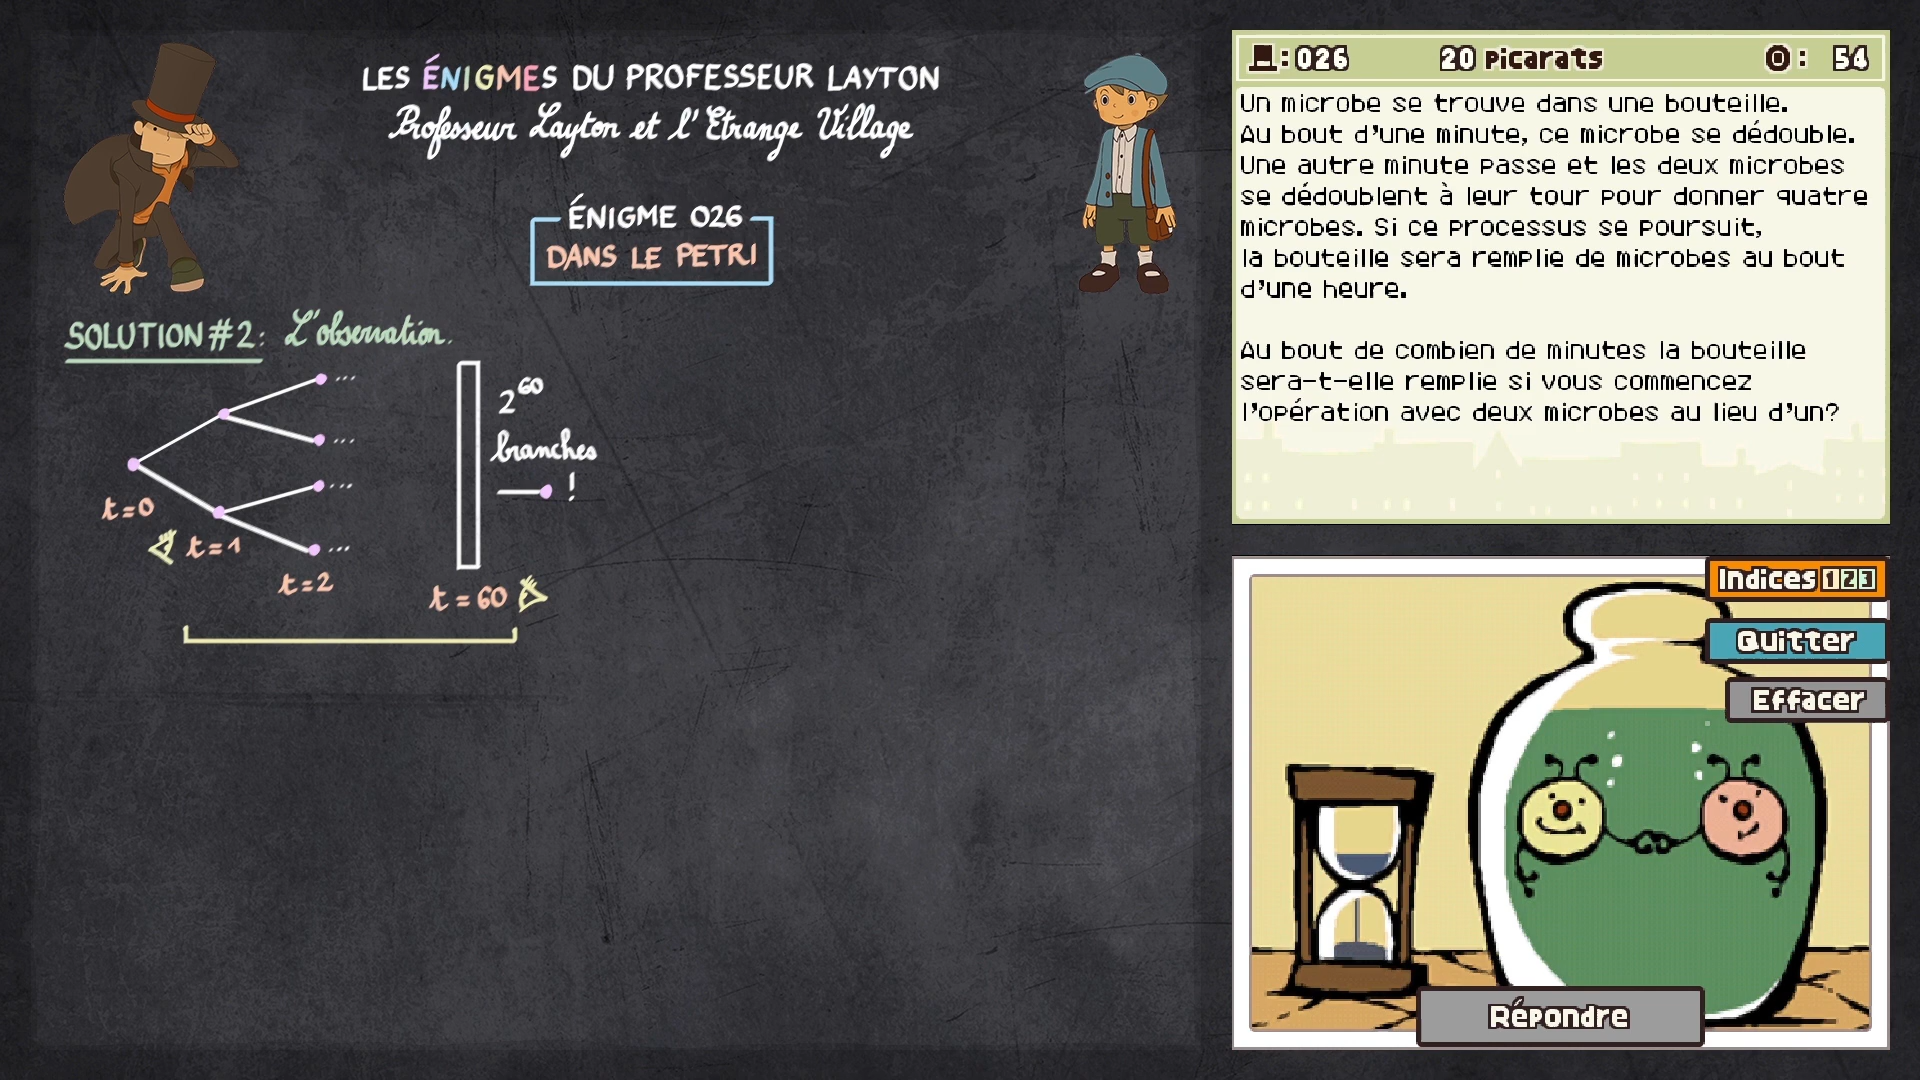 LES ÉNIGMES DU PROFESSEUR LAYTON
Professeur Layton et l'Etrange Village
ÉNIGME 026
DANS LE PETRI
SOLUTION #2: L'observation.
...
...
...
...
t=0
t=1
t=2
2^60
branches
!
t=60
:026 20 Picarats : 54
Un microbe se trouve dans une bouteille.
Au bout d'une minute, ce microbe se dédouble.
Une autre minute passe et les deux microbes
se dédoublent à leur tour pour donner quatre
microbes. Si ce processus se poursuit,
la bouteille sera remplie de microbes au bout
d'une heure.
Au bout de combien de minutes la bouteille
sera-t-elle remplie si vous commencez
l'opération avec deux microbes au lieu d'un?
Indices 1 2 3
Quitter
Effacer
Répondre